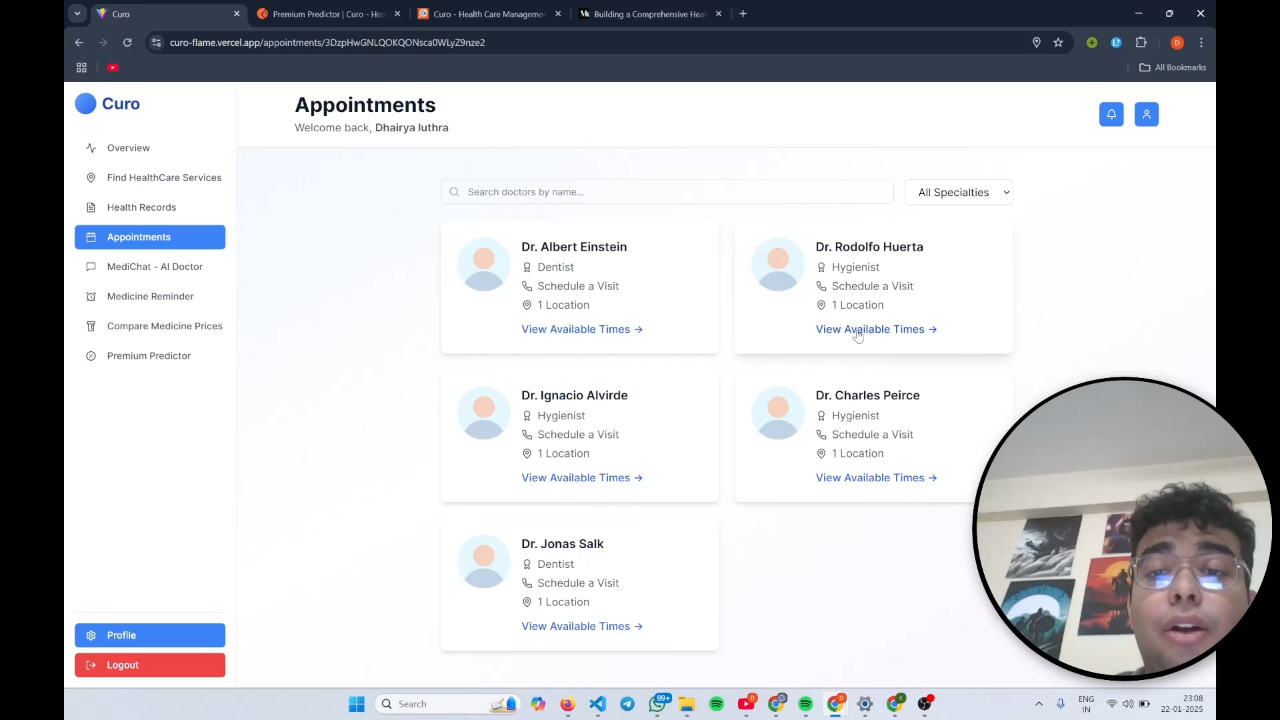 Curo
Premium Predictor | Curo - Hea
Curo - Health Care Manageme
Building a Comprehensive Heal
curo-flame.vercel.app/appointments/3DzpHwGNLQOKQONsca0WLyZ9nze2
All Bookmarks
Curo
Overview
Find HealthCare Services
Health Records
Appointments
MediChat - AI Doctor
Medicine Reminder
Compare Medicine Prices
Premium Predictor
Profile
Logout
Appointments
Welcome back, Dhairya luthra
Search doctors by name...
All Specialties
Dr. Albert Einstein
Dentist
Schedule a Visit
1 Location
View Available Times →
Dr. Rodolfo Huerta
Hygienist
Schedule a Visit
1 Location
View Available Times →
Dr. Ignacio Alvirde
Hygienist
Schedule a Visit
1 Location
View Available Times →
Dr. Charles Peirce
Hygienist
Schedule a Visit
1 Location
View Available Times →
Dr. Jonas Salk
Dentist
Schedule a Visit
1 Location
View Available Times →
Search
99+
ENG
IN
23:08
22-01-2025